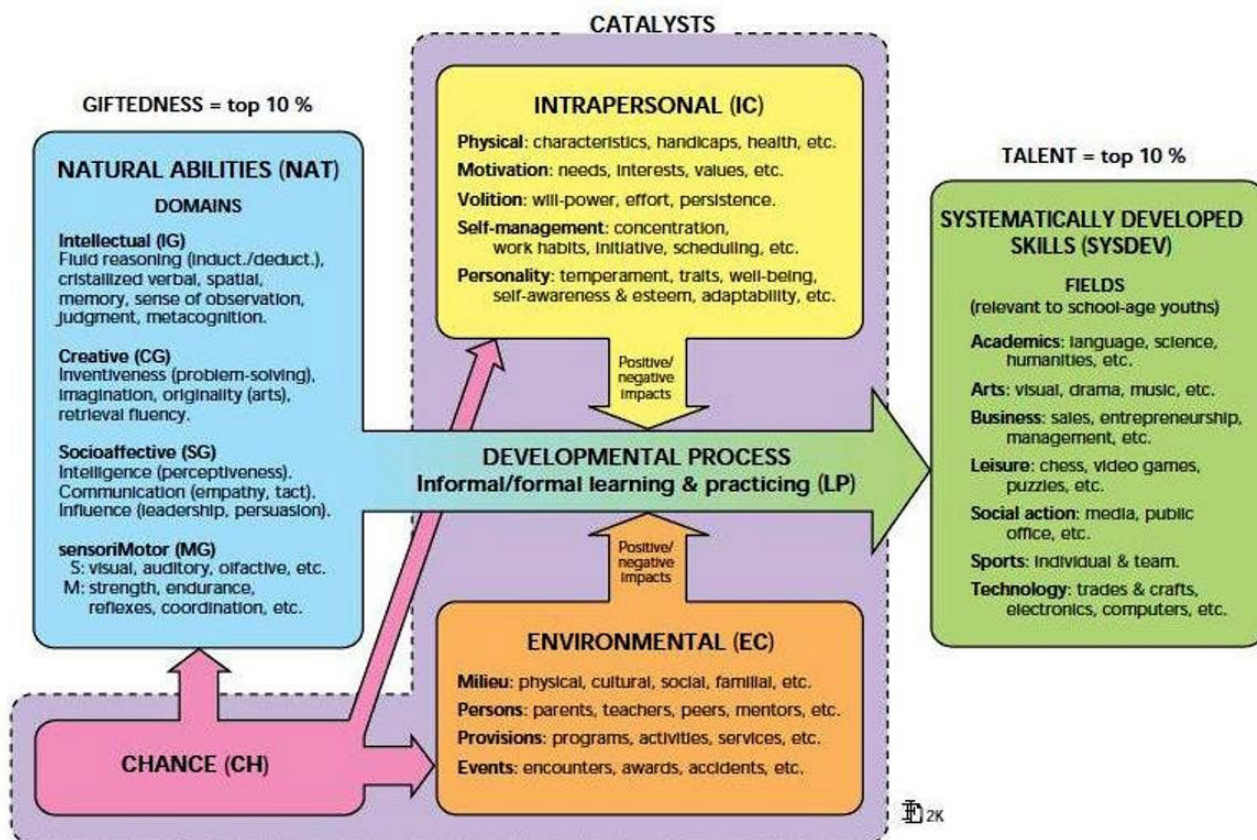 CATALYSTS
GIFTEDNESS = top 10 %
NATURAL ABILITIES (NAT)
DOMAINS
Intellectual (IG)
Fluid reasoning (induct./deduct.),
cristallized verbal, spatial,
memory, sense of observation,
judgment, metacognition.
Creative (CG)
Inventiveness (problem-solving),
imagination, originality (arts),
retrieval fluency.
Socioaffective (SG)
Intelligence (perceptiveness).
Communication (empathy, tact).
Influence (leadership, persuasion).
sensoriMotor (MG)
S: visual, auditory, olfactive, etc.
M: strength, endurance,
reflexes, coordination, etc.
INTRAPERSONAL (IC)
Physical: characteristics, handicaps, health, etc.
Motivation: needs, interests, values, etc.
Volition: will-power, effort, persistence.
Self-management: concentration,
work habits, initiative, scheduling, etc.
Personality: temperament, traits, well-being,
self-awareness & esteem, adaptability, etc.
Positive/
negative
impacts
DEVELOPMENTAL PROCESS
Informal/formal learning & practicing (LP)
Positive/
negative
impacts
ENVIRONMENTAL (EC)
Milieu: physical, cultural, social, familial, etc.
Persons: parents, teachers, peers, mentors, etc.
Provisions: programs, activities, services, etc.
Events: encounters, awards, accidents, etc.
CHANCE (CH)
TALENT = top 10 %
SYSTEMATICALLY DEVELOPED
SKILLS (SYSDEV)
FIELDS
(relevant to school-age youths)
Academics: language, science,
humanities, etc.
Arts: visual, drama, music, etc.
Business: sales, entrepreneurship,
management, etc.
Leisure: chess, video games,
puzzles, etc.
Social action: media, public
office, etc.
Sports: individual & team.
Technology: trades & crafts,
electronics, computers, etc.
2K